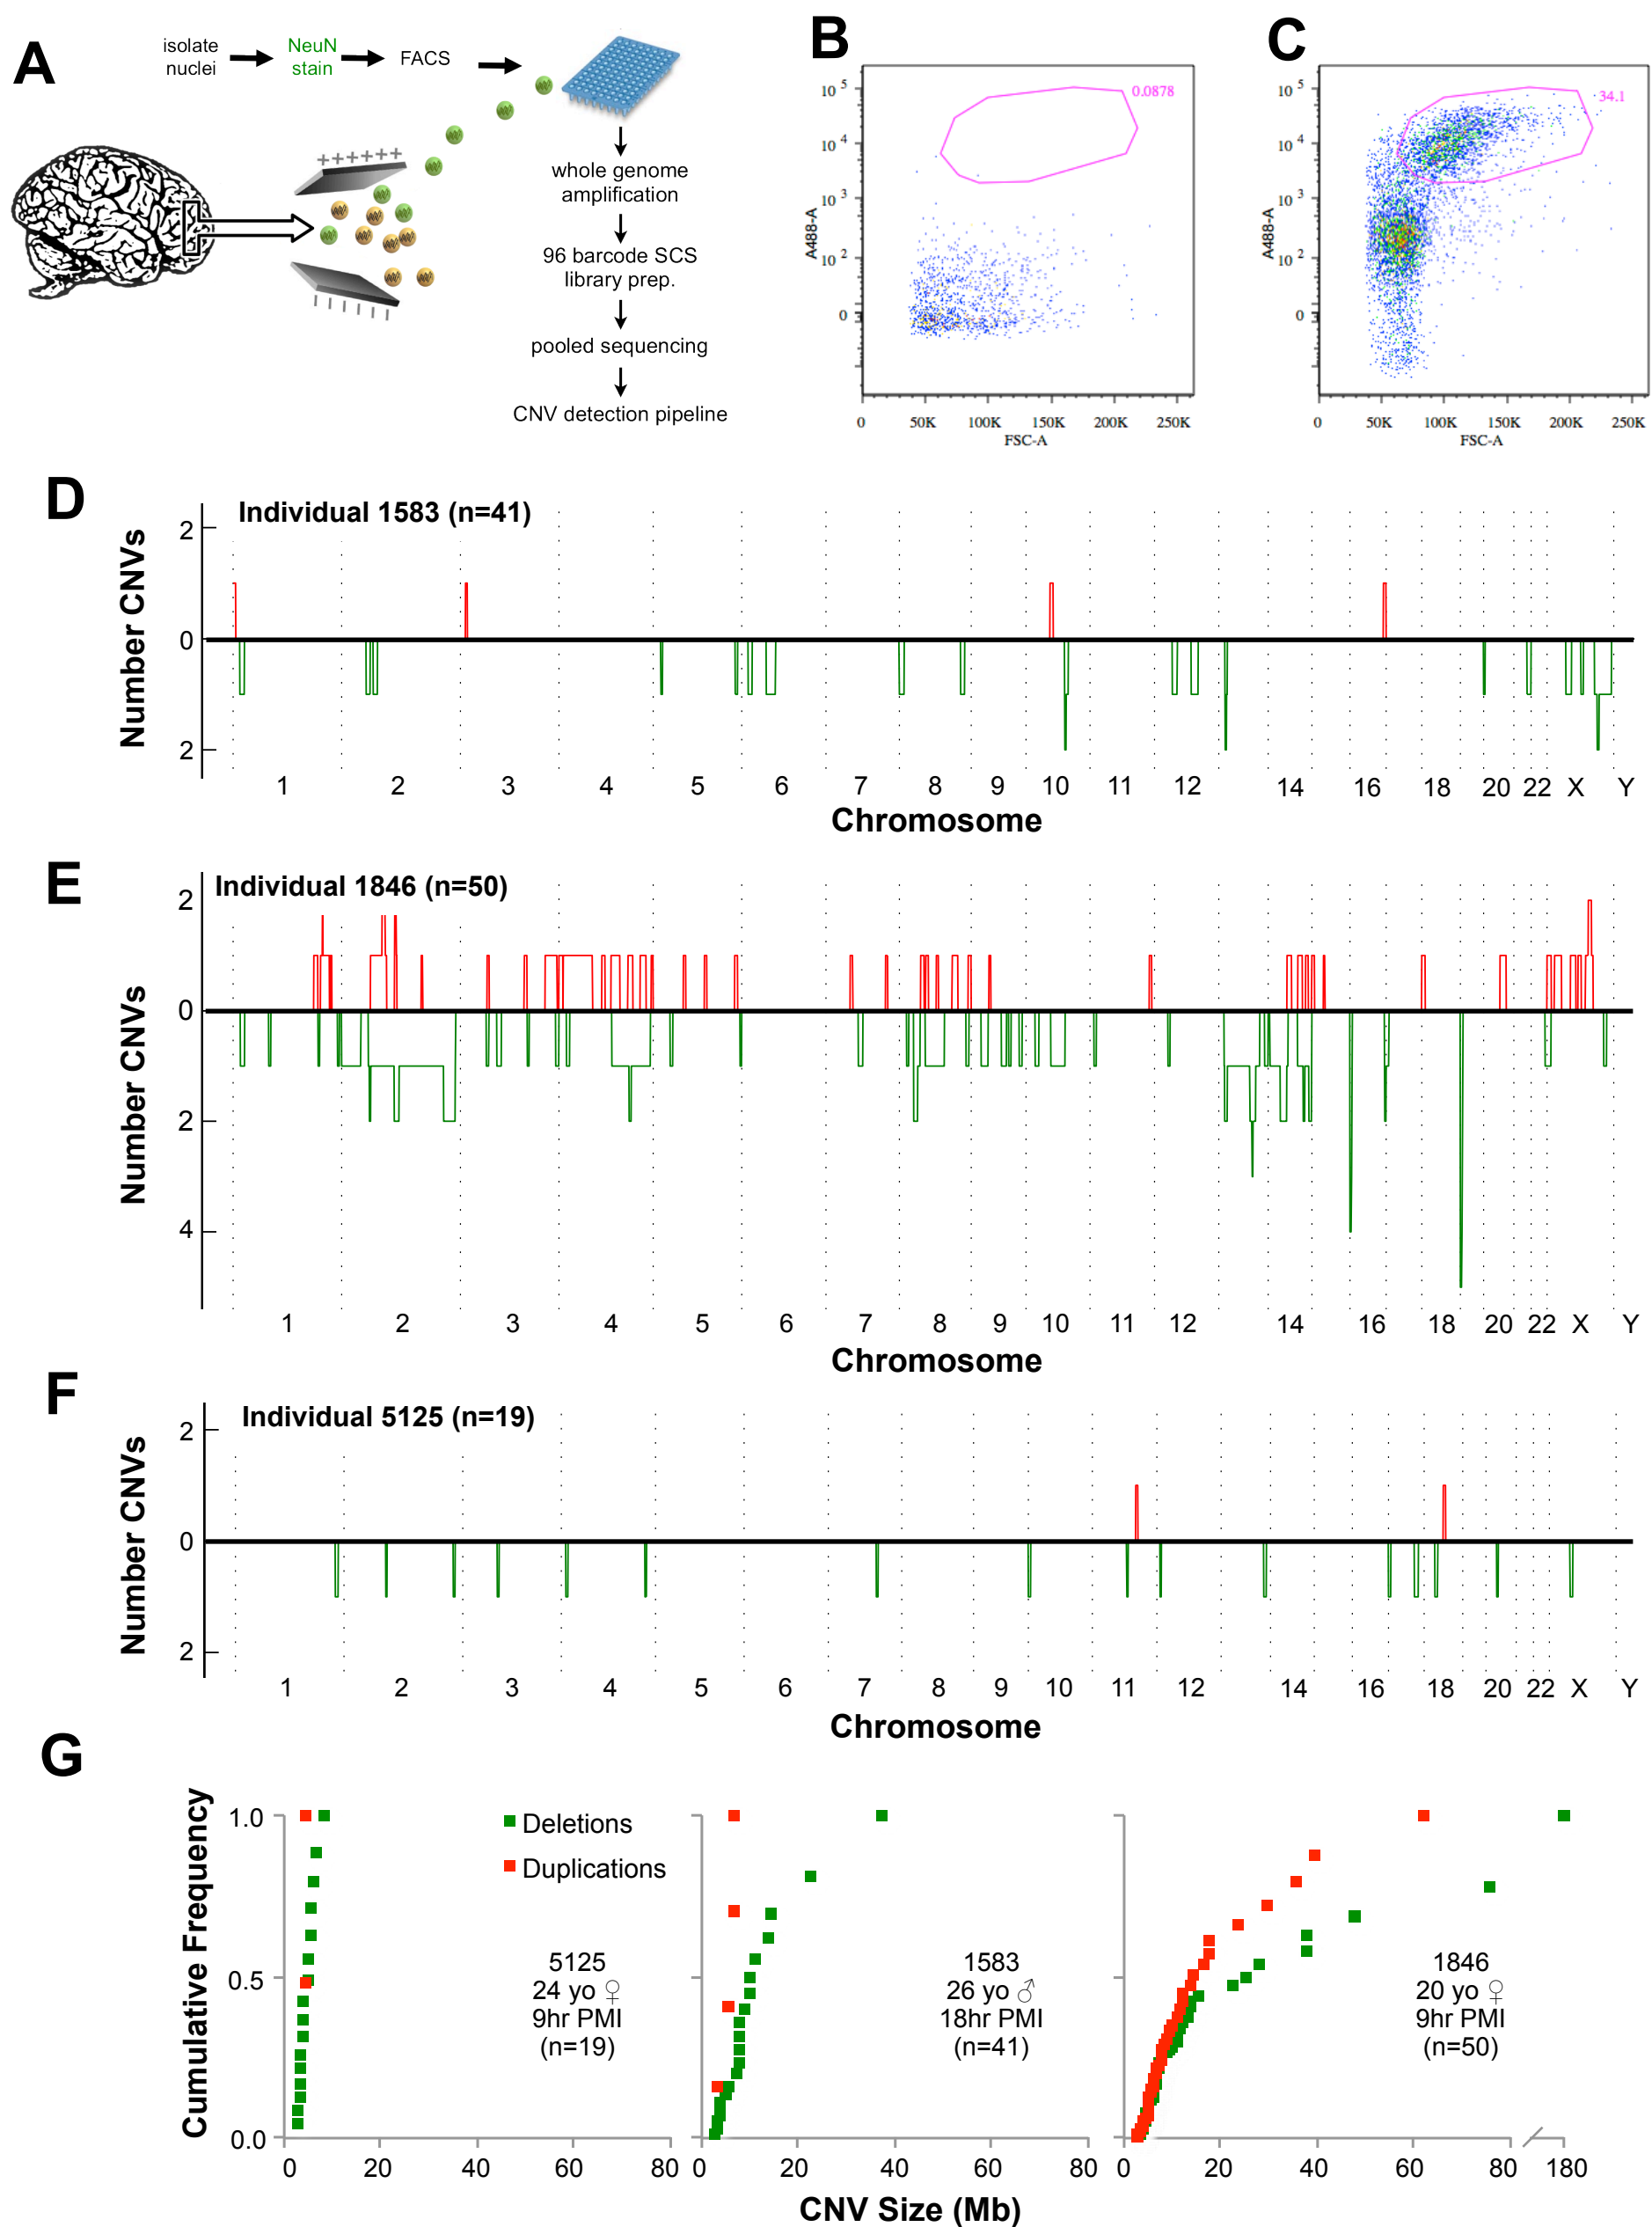 A
isolate
nuclei
NeuN
stain
FACS
++++++
whole genome
amplification
96 barcode SCS
library prep.
pooled sequencing
CNV detection pipeline
B
10 5
10 4
10 3
10 2
0
A488-A
0.0878
0 50K 100K 150K 200K 250K
FSC-A
C
10 5
10 4
10 3
10 2
0
A488-A
34.1
0 50K 100K 150K 200K 250K
FSC-A
D
Individual 1583 (n=41)
Number CNVs
2
0
2
1 2 3 4 5 6 7 8 9 10 11 12 14 16 18 20 22 X Y
Chromosome
E
Individual 1846 (n=50)
Number CNVs
2
0
2
4
1 2 3 4 5 6 7 8 9 10 11 12 14 16 18 20 22 X Y
Chromosome
F
Individual 5125 (n=19)
Number CNVs
2
0
2
1 2 3 4 5 6 7 8 9 10 11 12 14 16 18 20 22 X Y
Chromosome
G
Cumulative Frequency
1.0
0.5
0.0
Deletions
Duplications
5125
24 yo ♀
9hr PMI
(n=19)
1583
26 yo ♂
18hr PMI
(n=41)
1846
20 yo ♀
9hr PMI
(n=50)
0 20 40 60 80 0 20 40 60 80 0 20 40 60 80 180
CNV Size (Mb)